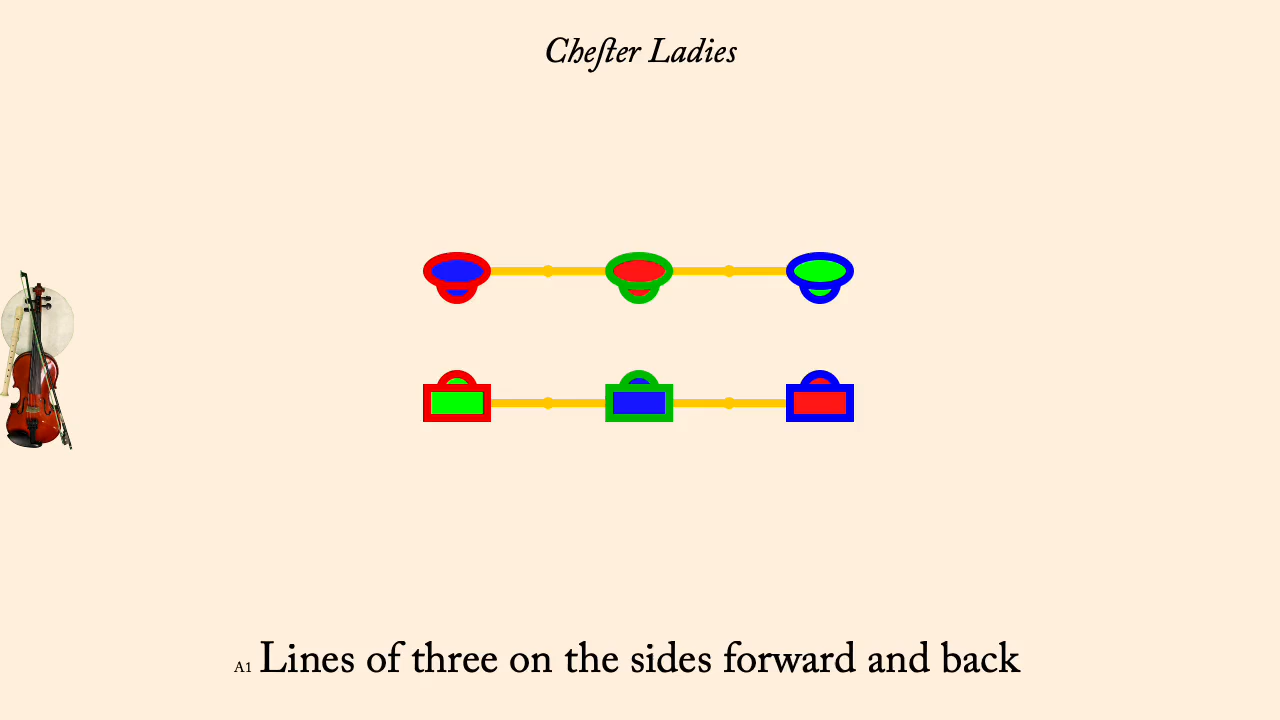 Cheſter Ladies
A1 Lines of three on the sides forward and back